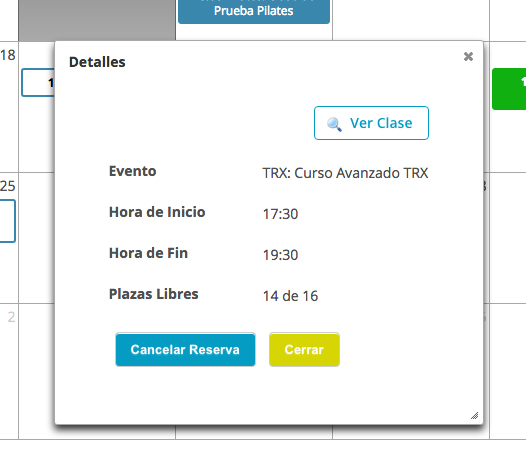 Prueba Pilates
18
1
Detalles
Ver Clase
Evento
TRX: Curso Avanzado TRX
25
Hora de Inicio
17:30
Hora de Fin
19:30
Plazas Libres
14 de 16
2
Cancelar Reserva
Cerrar